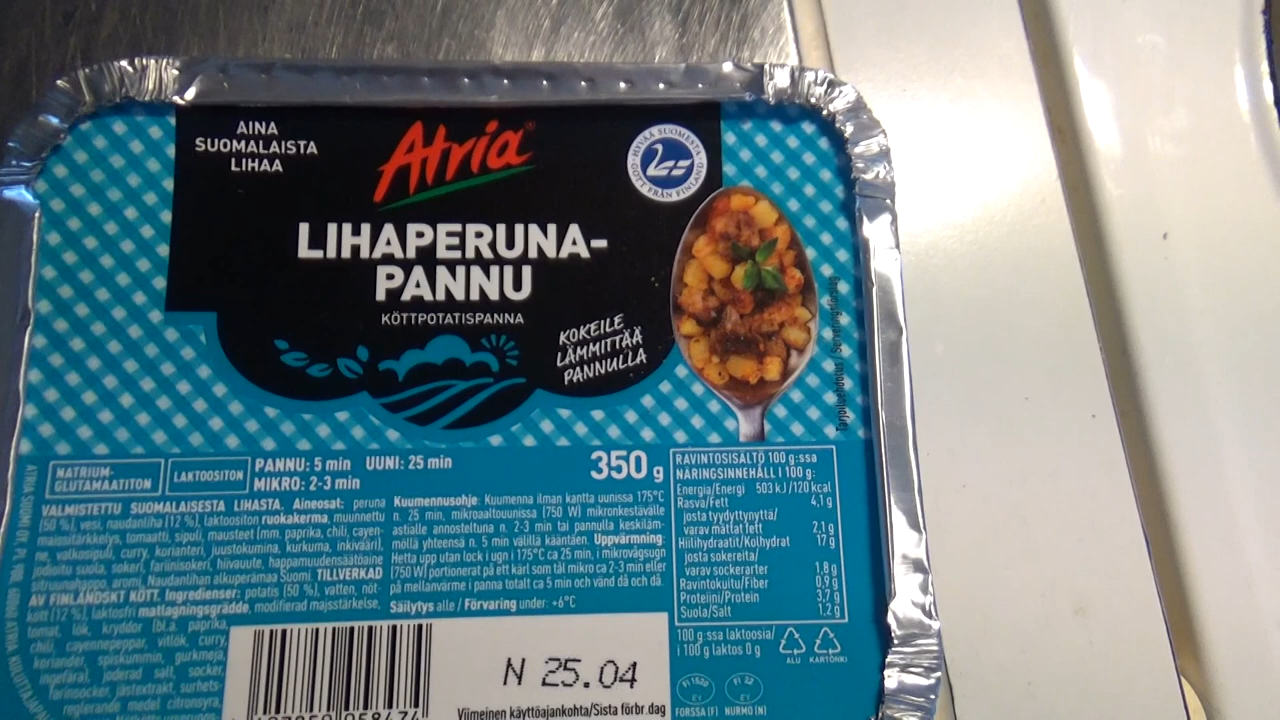 AINA
SUOMALAISTA
LIHAA
Atria
HYVÄÄ SUOMESTA
GOTT FRÅN FINLAND
LIHAPERUNA-
PANNU
KÖTTPOTATISPANNA
KOKEILE
LÄMMITTÄÄ
PANNULLA
Tarjoiluehdotus / Serveringsförslag
NATRIUM-
GLUTAMAATITON
LAKTOOSITON
PANNU: 5 min UUNI: 25 min
MIKRO: 2-3 min
350 g
VALMISTETTU SUOMALAISESTA LIHASTA. Aineosat: peruna
(50 %), vesi, naudanliha (12 %), laktoositon ruokakerma, muunnettu
maissitärkkelys, tomaatti, sipuli, mausteet (mm. paprika, chili, cayen-
ne, valkosipuli, curry, korianteri, juustokumina, kurkuma, inkivääri),
jodioitu suola, sokeri, fariinisokeri, hiivauute, happamuudensäätöaine
sitruunahappo, aromi. Naudanlihan alkuperämaa Suomi. TILLVERKAD
AV FINLÄNDSKT KÖTT. Ingredienser: potatis (50 %), vatten, nöt-
kött (12 %), laktosfri matlagningsgrädde, modifierad majsstärkelse,
tomat, lök, kryddor (bl.a. paprika,
chili, cayennepeppar, vitlök, curry,
koriander, spiskummin, gurkmeja,
ingefära), joderad salt, socker,
farinsocker, jästextrakt, surhets-
reglerande medel citronsyra,
Kuumennusohje: Kuumenna ilman kantta uunissa 175°C
n. 25 min, mikroaaltouunissa (750 W) mikronkestävälle
astialle annosteltuna n. 2-3 min tai pannulla keskiläm-
möllä yhteensä n. 5 min välillä kääntäen. Uppvärmning:
Hetta upp utan lock i ugn i 175°C ca 25 min, i mikrovågsugn
(750 W) portionerat på ett kärl som tål mikro ca 2-3 min eller
på mellanvärme i panna totalt ca 5 min och vänd då och då.
Säilytys alle / Förvaring under: +6°C
RAVINTOSISÄLTÖ 100 g:ssa
NÄRINGSINNEHÅLL I 100 g:
Energia/Energi 503 kJ/120 kcal
Rasva/Fett 4,1 g
josta tyydyttynyttä/
varav mättat fett 2,1 g
Hiilihydraatit/Kolhydrat 17 g
josta sokereita/
varav sockerarter 1,8 g
Ravintokuitu/Fiber 0,9 g
Proteiini/Protein 3,7 g
Suola/Salt 1,2 g
100 g:ssa laktoosia/
i 100 g laktos 0 g
ALU KARTONKI
FI 1520
EY
FI 22
EY
FORSSA (F) NURMO (N)
N 25.04
Viimeinen käyttöajankohta/Sista förbr.dag